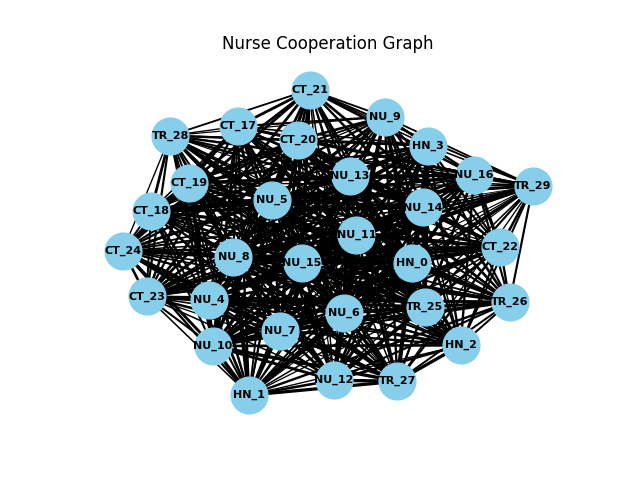 Nurse Cooperation Graph
CT_21
NU_9
CT_17
TR_28
CT_20
HN_3
NU_13
NU_16
CT_19
TR_29
NU_5
NU_14
CT_18
NU_11
CT_22
CT_24
NU_8
NU_15
HN_0
CT_23
NU_4
TR_26
TR_25
NU_6
NU_7
NU_10
HN_2
NU_12
TR_27
HN_1